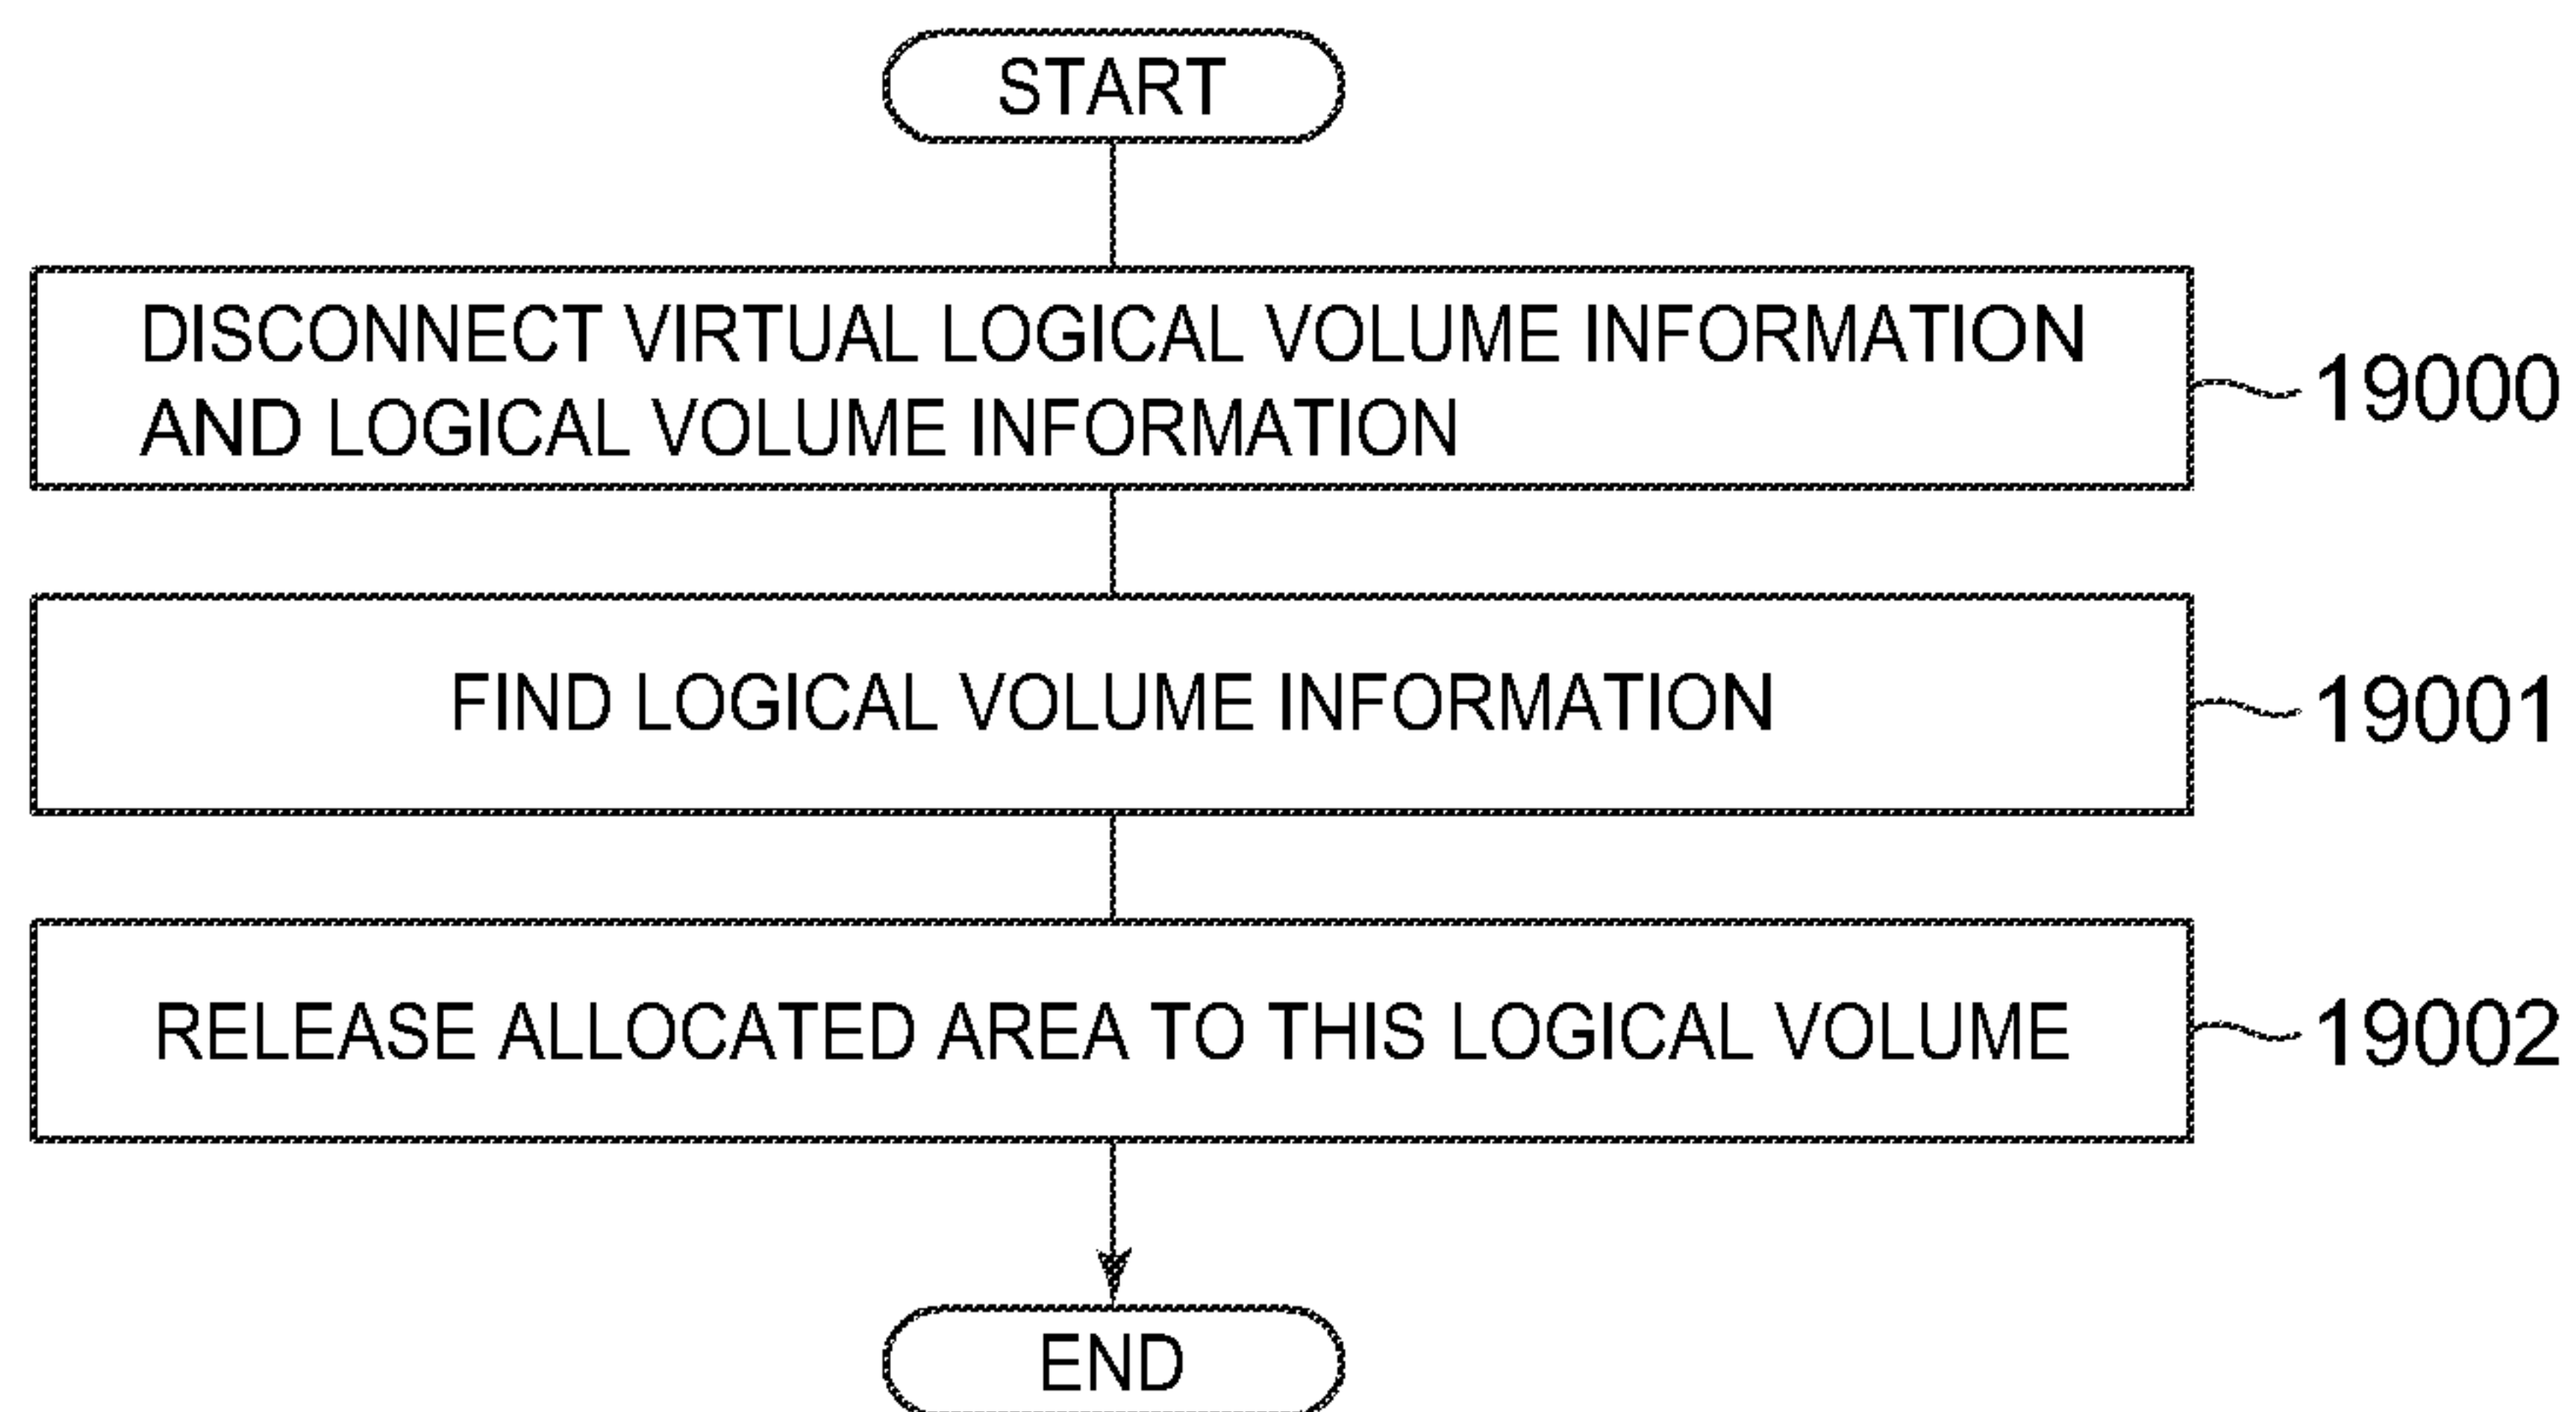 START
DISCONNECT VIRTUAL LOGICAL VOLUME INFORMATION
AND LOGICAL VOLUME INFORMATION
19000
FIND LOGICAL VOLUME INFORMATION
19001
RELEASE ALLOCATED AREA TO THIS LOGICAL VOLUME
19002
END